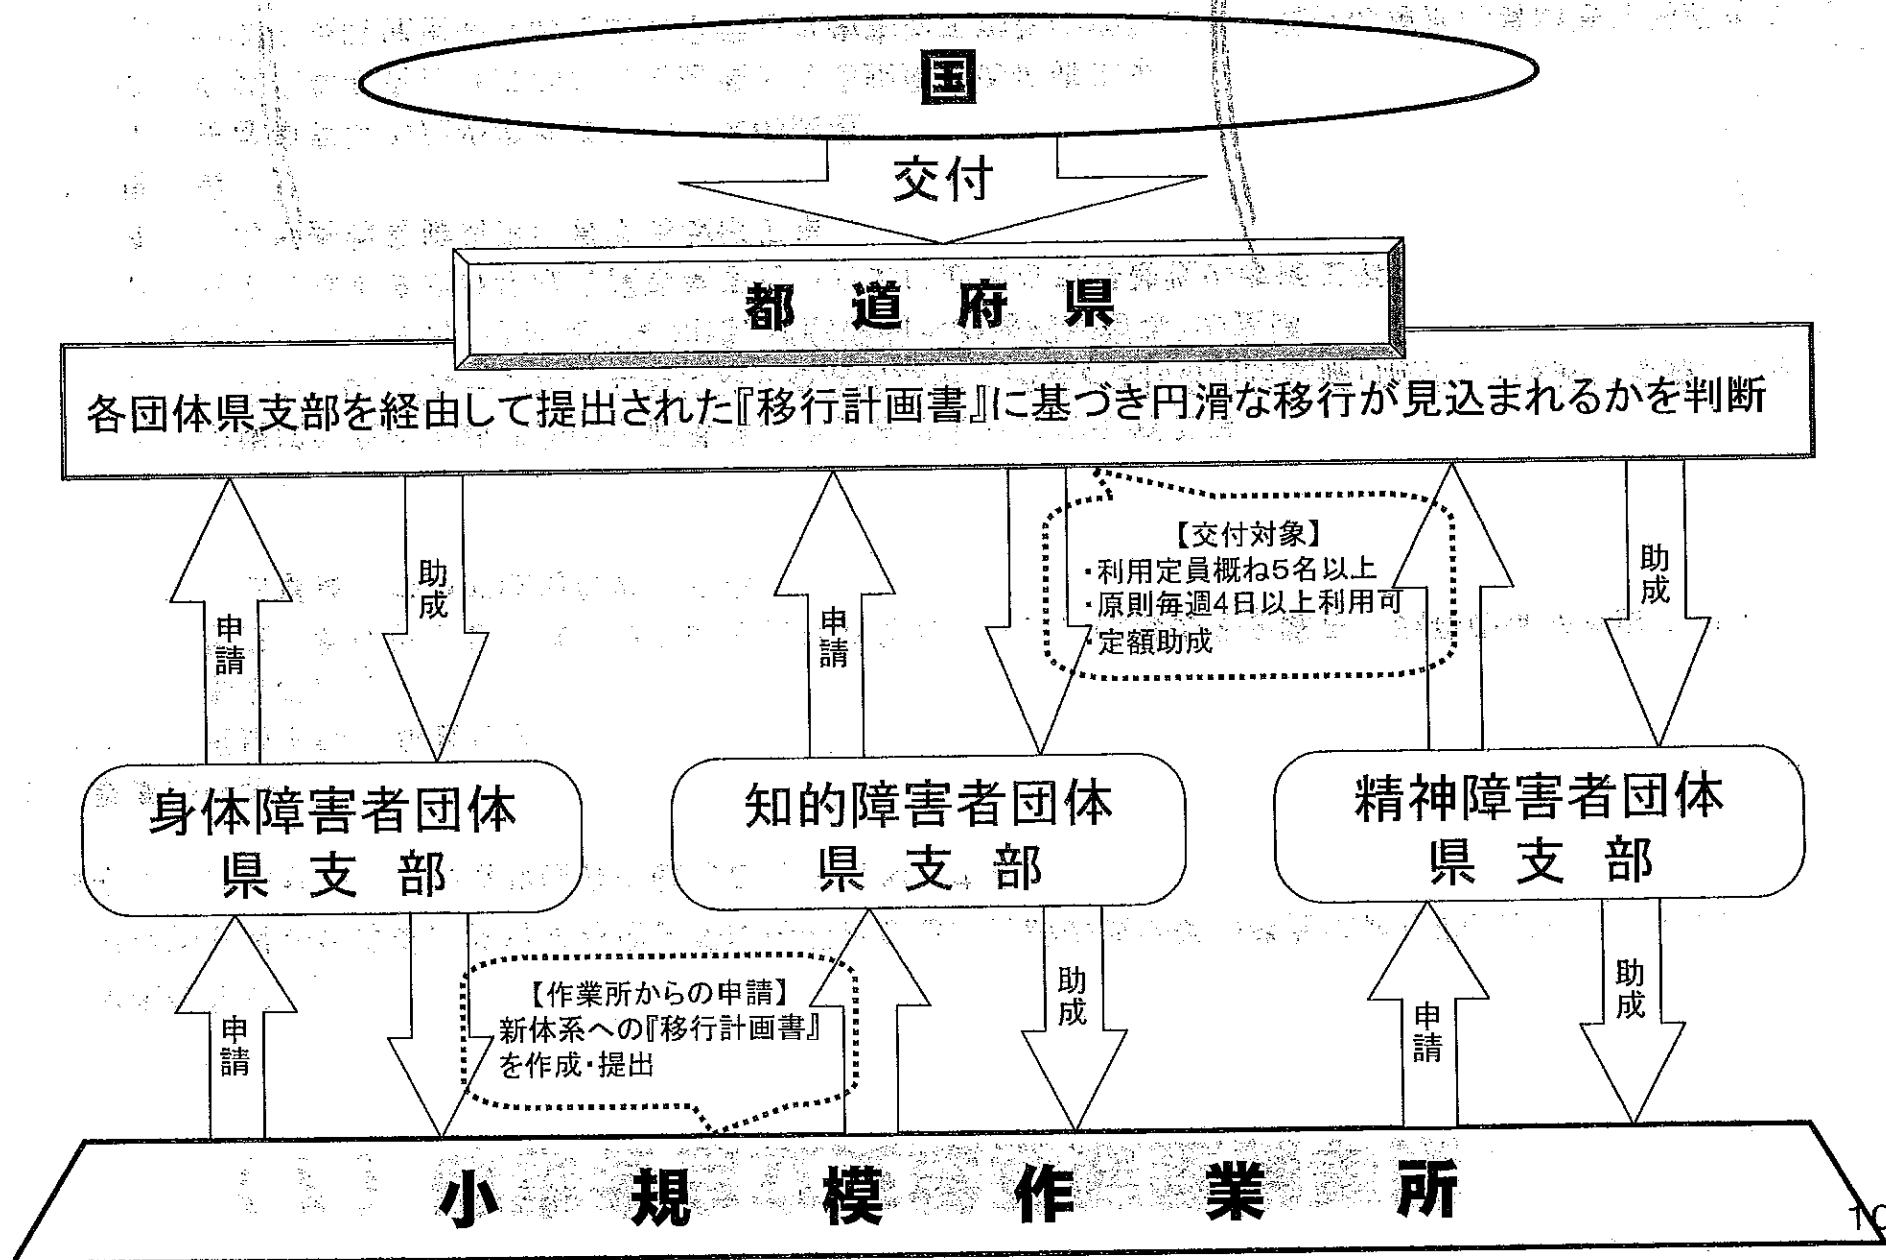 国
交付
都道府県
各団体県支部を経由して提出された『移行計画書』に基づき円滑な移行が見込まれるかを判断
申請
助成
申請
【交付対象】
・利用定員概ね5名以上
・原則毎週4日以上利用可
・定額助成
助成
身体障害者団体
県支部
知的障害者団体
県支部
精神障害者団体
県支部
申請
【作業所からの申請】
新体系への『移行計画書』
を作成・提出
助成
申請
助成
小規模作業所